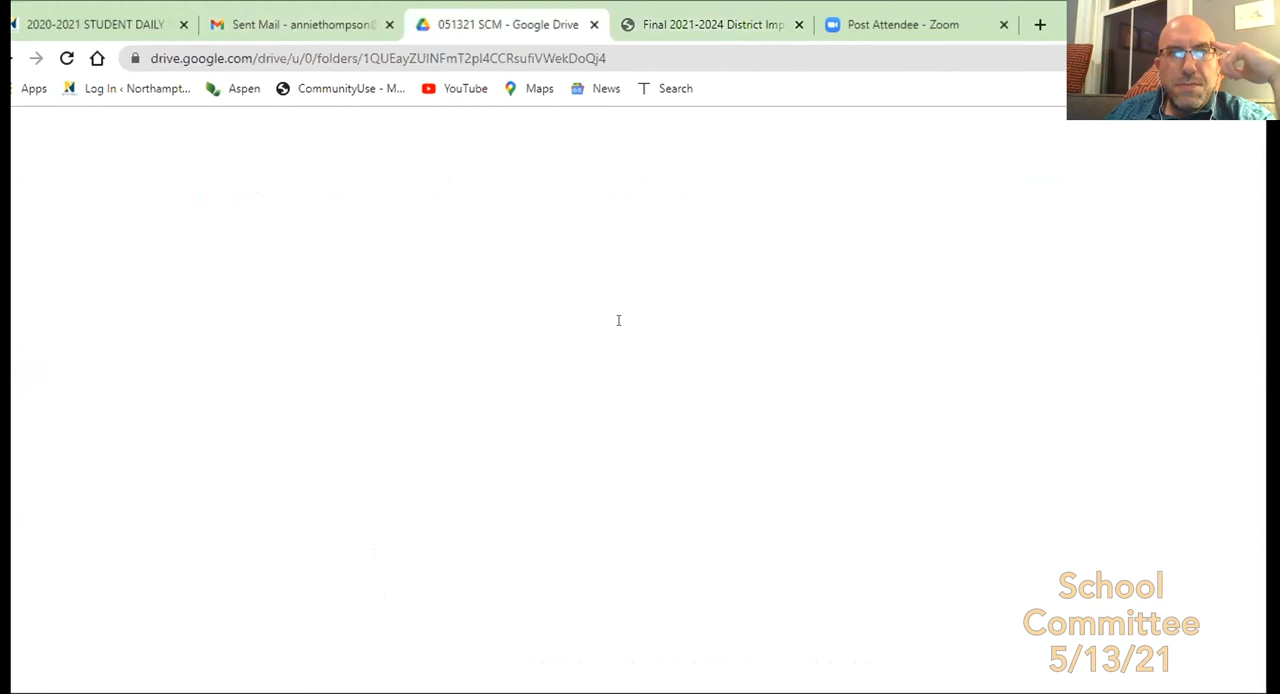 2020-2021 STUDENT DAILY
Sent Mail - anniethompson@
051321 SCM - Google Drive
Final 2021-2024 District Imp
Post Attendee - Zoom
drive.google.com/drive/u/0/folders/1QUEayZUINFmT2pI4CCRsufiVWekDoQj4
Apps
Log In ‹ Northampt...
Aspen
CommunityUse - M...
YouTube
Maps
News
Search
School
Committee
5/13/21